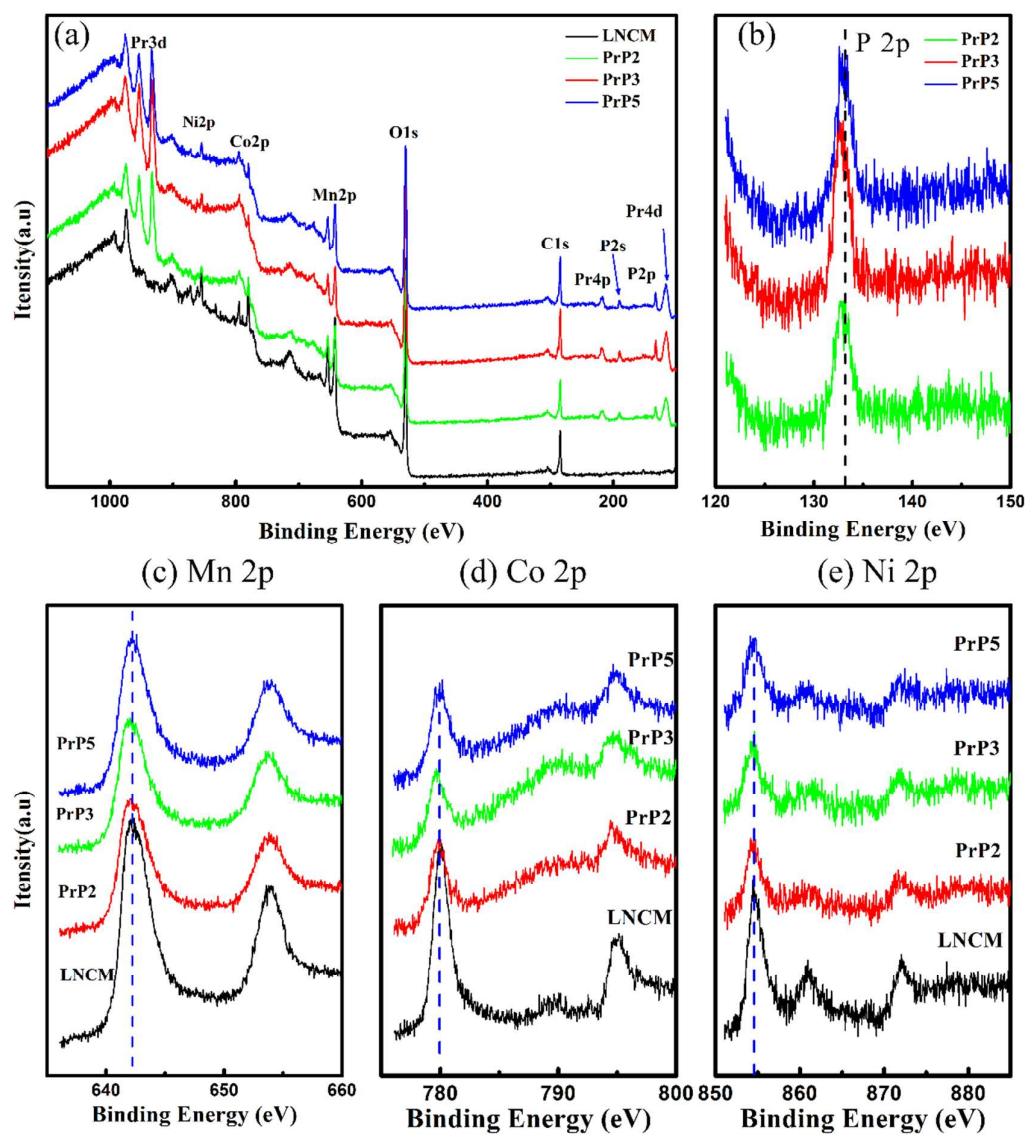 (a)
Pr3d
Ni2p
Co2p
Mn2p
O1s
C1s
Pr4p
P2s
P2p
Pr4d
LNCM
PrP2
PrP3
PrP5
Itensity(a.u)
1000 800 600 400 200
Binding Energy (eV)
(b)
P 2p
PrP2
PrP3
PrP5
120 130 140 150
Binding Energy (eV)
(c) Mn 2p
PrP5
PrP3
PrP2
LNCM
Itensity(a.u)
640 650 660
Binding Energy (eV)
(d) Co 2p
PrP5
PrP3
PrP2
LNCM
780 790 800
Binding Energy (eV)
(e) Ni 2p
PrP5
PrP3
PrP2
LNCM
850 860 870 880
Binding Energy (eV)